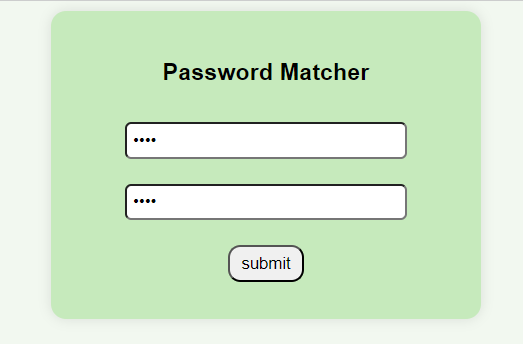 Password Matcher
••••
••••
submit